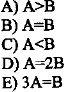 A) A>B
B) A=B
C) A<B
D) A=2B
E) 3A=B